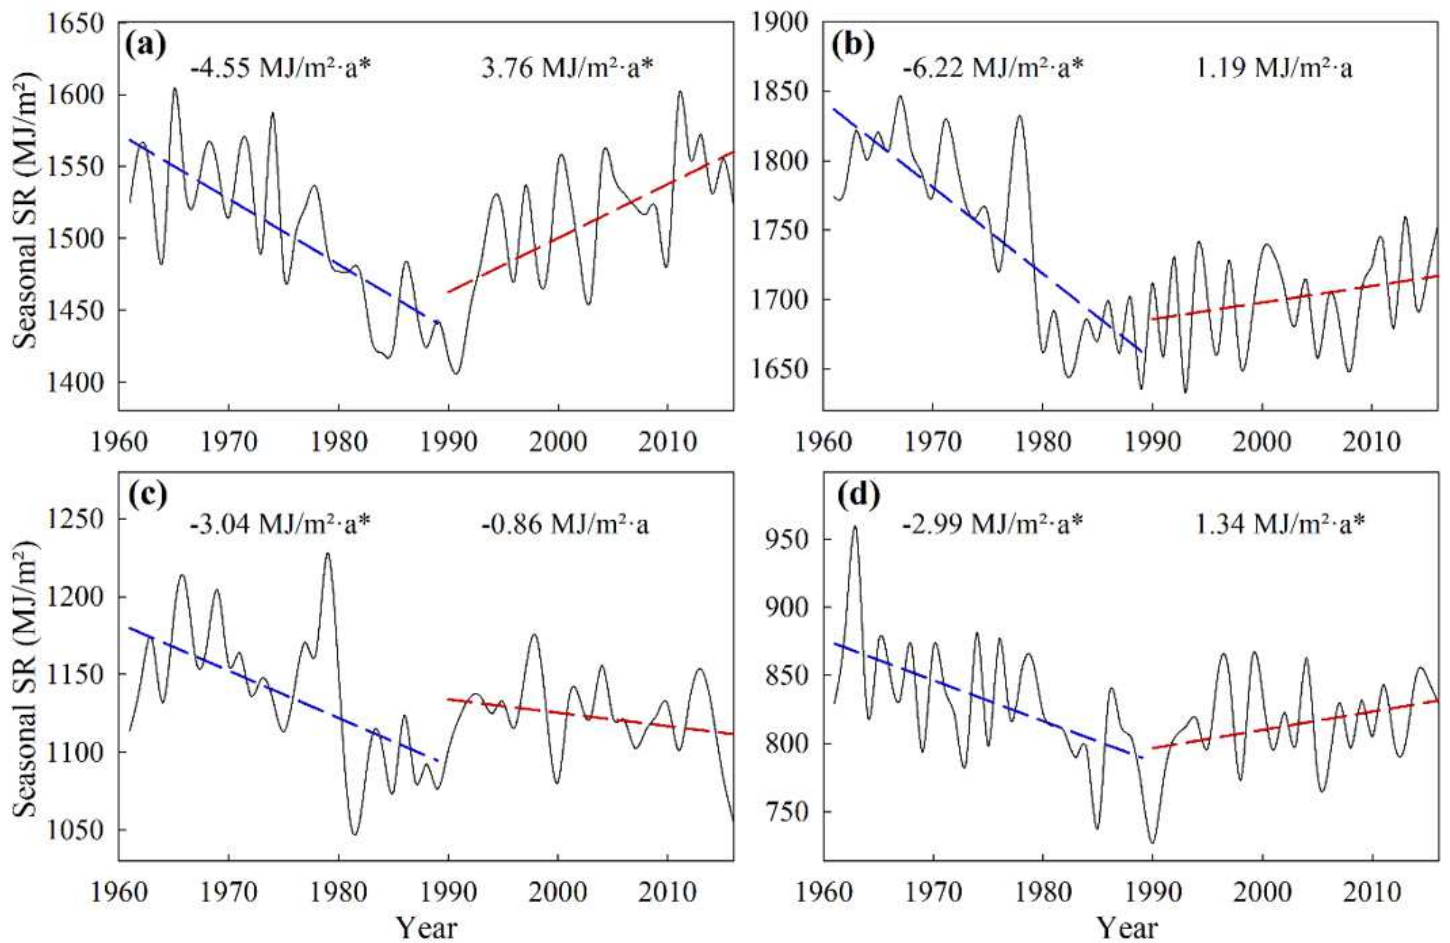 1650
(a)
-4.55 MJ/m²·a*
3.76 MJ/m²·a*
1600
1550
1500
1450
1400
Seasonal SR (MJ/m²)
1960 1970 1980 1990 2000 2010
1900
(b)
-6.22 MJ/m²·a*
1.19 MJ/m²·a
1850
1800
1750
1700
1650
1960 1970 1980 1990 2000 2010
(c)
-3.04 MJ/m²·a*
-0.86 MJ/m²·a
1250
1200
1150
1100
1050
Seasonal SR (MJ/m²)
1960 1970 1980 1990 2000 2010
Year
(d)
-2.99 MJ/m²·a*
1.34 MJ/m²·a*
950
900
850
800
750
1960 1970 1980 1990 2000 2010
Year